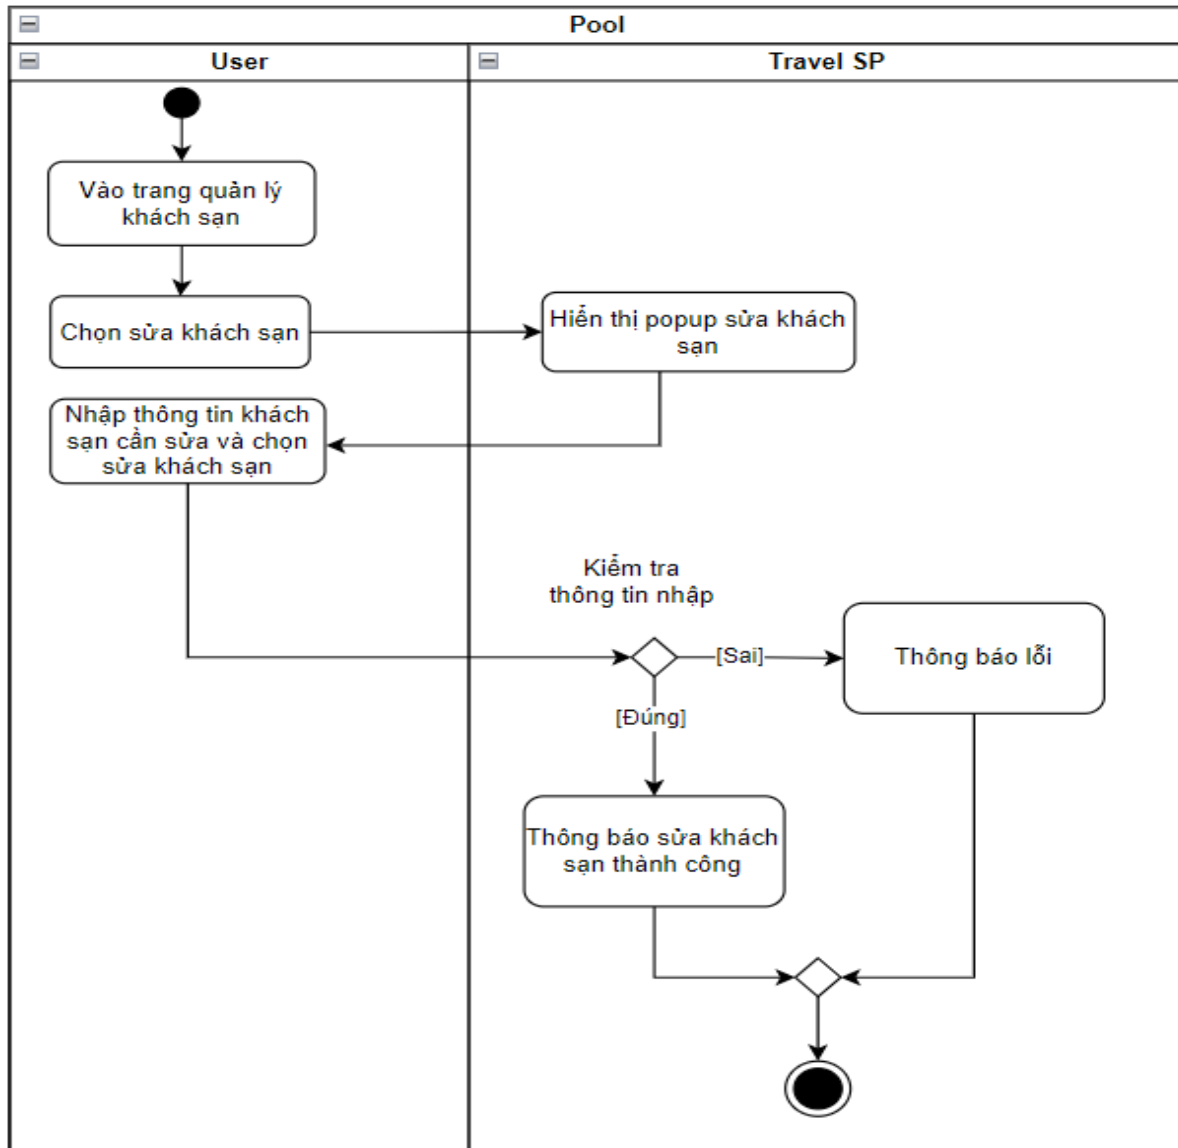 Pool
User
Travel SP
Vào trang quản lý
khách sạn
Chọn sửa khách sạn
Hiển thị popup sửa khách
sạn
Nhập thông tin khách
sạn cần sửa và chọn
sửa khách sạn
Kiểm tra
thông tin nhập
[Sai]
Thông báo lỗi
[Đúng]
Thông báo sửa khách
sạn thành công